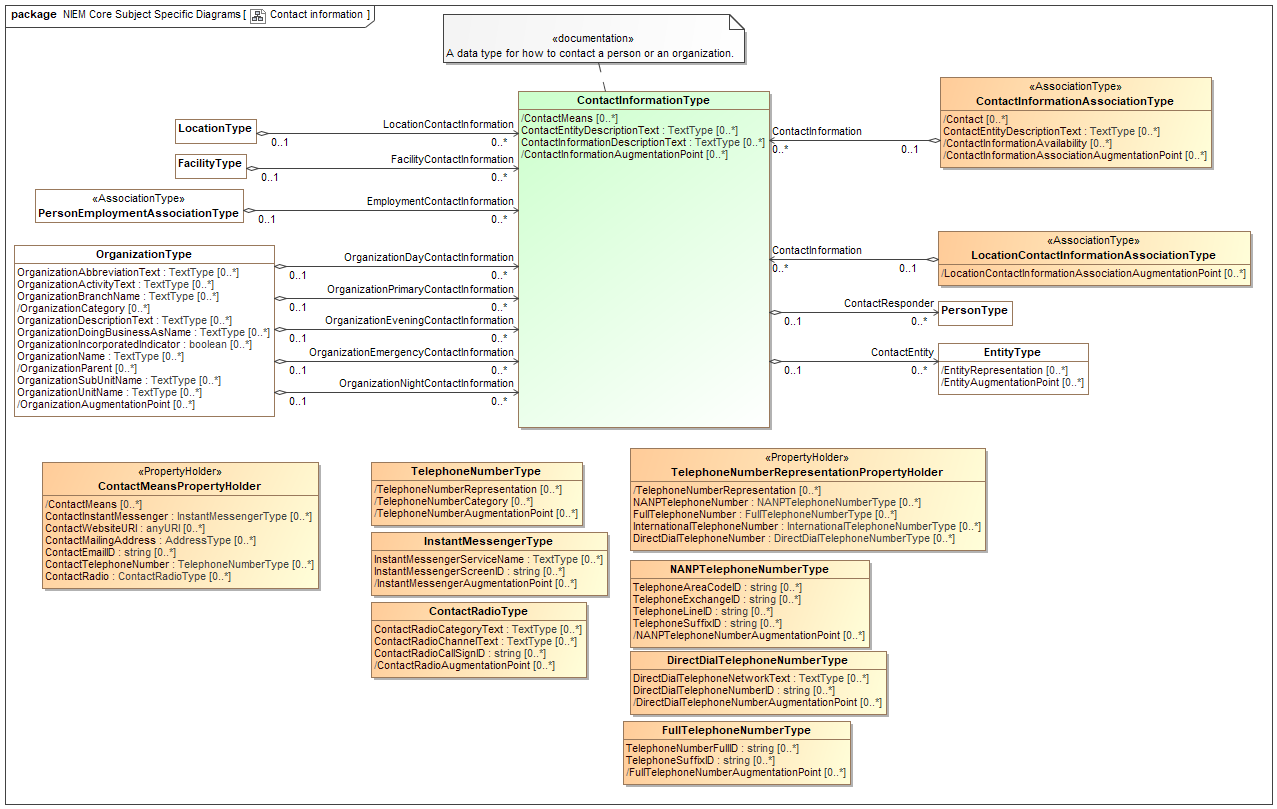 package NIEM Core Subject Specific Diagrams [ Contact information ]
«documentation»
A data type for how to contact a person or an organization.
ContactInformationType
/ContactMeans [0..*]
ContactEntityDescriptionText : TextType [0..*]
ContactInformationDescriptionText : TextType [0..*]
/ContactInformationAugmentationPoint [0..*]
LocationType
LocationContactInformation
0..1
0..*
FacilityType
FacilityContactInformation
0..1
0..*
«AssociationType»
PersonEmploymentAssociationType
EmploymentContactInformation
0..1
0..*
OrganizationType
OrganizationAbbreviationText : TextType [0..*]
OrganizationActivityText : TextType [0..*]
OrganizationBranchName : TextType [0..*]
/OrganizationCategory [0..*]
OrganizationDescriptionText : TextType [0..*]
OrganizationDoingBusinessAsName : TextType [0..*]
OrganizationIncorporatedIndicator : boolean [0..*]
OrganizationName : TextType [0..*]
/OrganizationParent [0..*]
OrganizationSubUnitName : TextType [0..*]
OrganizationUnitName : TextType [0..*]
/OrganizationAugmentationPoint [0..*]
OrganizationDayContactInformation
0..1
0..*
OrganizationPrimaryContactInformation
0..1
0..*
OrganizationEveningContactInformation
0..1
0..*
OrganizationEmergencyContactInformation
0..1
0..*
OrganizationNightContactInformation
0..1
0..*
«AssociationType»
ContactInformationAssociationType
/Contact [0..*]
ContactEntityDescriptionText : TextType [0..*]
/ContactInformationAvailability [0..*]
/ContactInformationAssociationAugmentationPoint [0..*]
ContactInformation
0..*
0..1
«AssociationType»
LocationContactInformationAssociationType
/LocationContactInformationAssociationAugmentationPoint [0..*]
ContactInformation
0..*
0..1
ContactResponder
0..1
0..*
PersonType
ContactEntity
0..1
0..*
EntityType
/EntityRepresentation [0..*]
/EntityAugmentationPoint [0..*]
«PropertyHolder»
ContactMeansPropertyHolder
/ContactMeans [0..*]
ContactInstantMessenger : InstantMessengerType [0..*]
ContactWebsiteURI : anyURI [0..*]
ContactMailingAddress : AddressType [0..*]
ContactEmailID : string [0..*]
ContactTelephoneNumber : TelephoneNumberType [0..*]
ContactRadio : ContactRadioType [0..*]
TelephoneNumberType
/TelephoneNumberRepresentation [0..*]
TelephoneNumberCategory [0..*]
/TelephoneNumberAugmentationPoint [0..*]
InstantMessengerType
InstantMessengerServiceName : TextType [0..*]
InstantMessengerScreenID : string [0..*]
/InstantMessengerAugmentationPoint [0..*]
ContactRadioType
ContactRadioCategoryText : TextType [0..*]
ContactRadioChannelText : TextType [0..*]
ContactRadioCallSignID : string [0..*]
/ContactRadioAugmentationPoint [0..*]
«PropertyHolder»
TelephoneNumberRepresentationPropertyHolder
/TelephoneNumberRepresentation [0..*]
NANPTelephoneNumber : NANPTelephoneNumberType [0..*]
FullTelephoneNumber : FullTelephoneNumberType [0..*]
InternationalTelephoneNumber : InternationalTelephoneNumberType [0..*]
DirectDialTelephoneNumber : DirectDialTelephoneNumberType [0..*]
NANPTelephoneNumberType
TelephoneAreaCodeID : string [0..*]
TelephoneExchangeID : string [0..*]
TelephoneLineID : string [0..*]
TelephoneSuffixID : string [0..*]
/NANPTelephoneNumberAugmentationPoint [0..*]
DirectDialTelephoneNumberType
DirectDialTelephoneNetworkText : TextType [0..*]
DirectDialTelephoneNumberID : string [0..*]
/DirectDialTelephoneNumberAugmentationPoint [0..*]
FullTelephoneNumberType
TelephoneNumberFullID : string [0..*]
TelephoneSuffixID : string [0..*]
/FullTelephoneNumberAugmentationPoint [0..*]